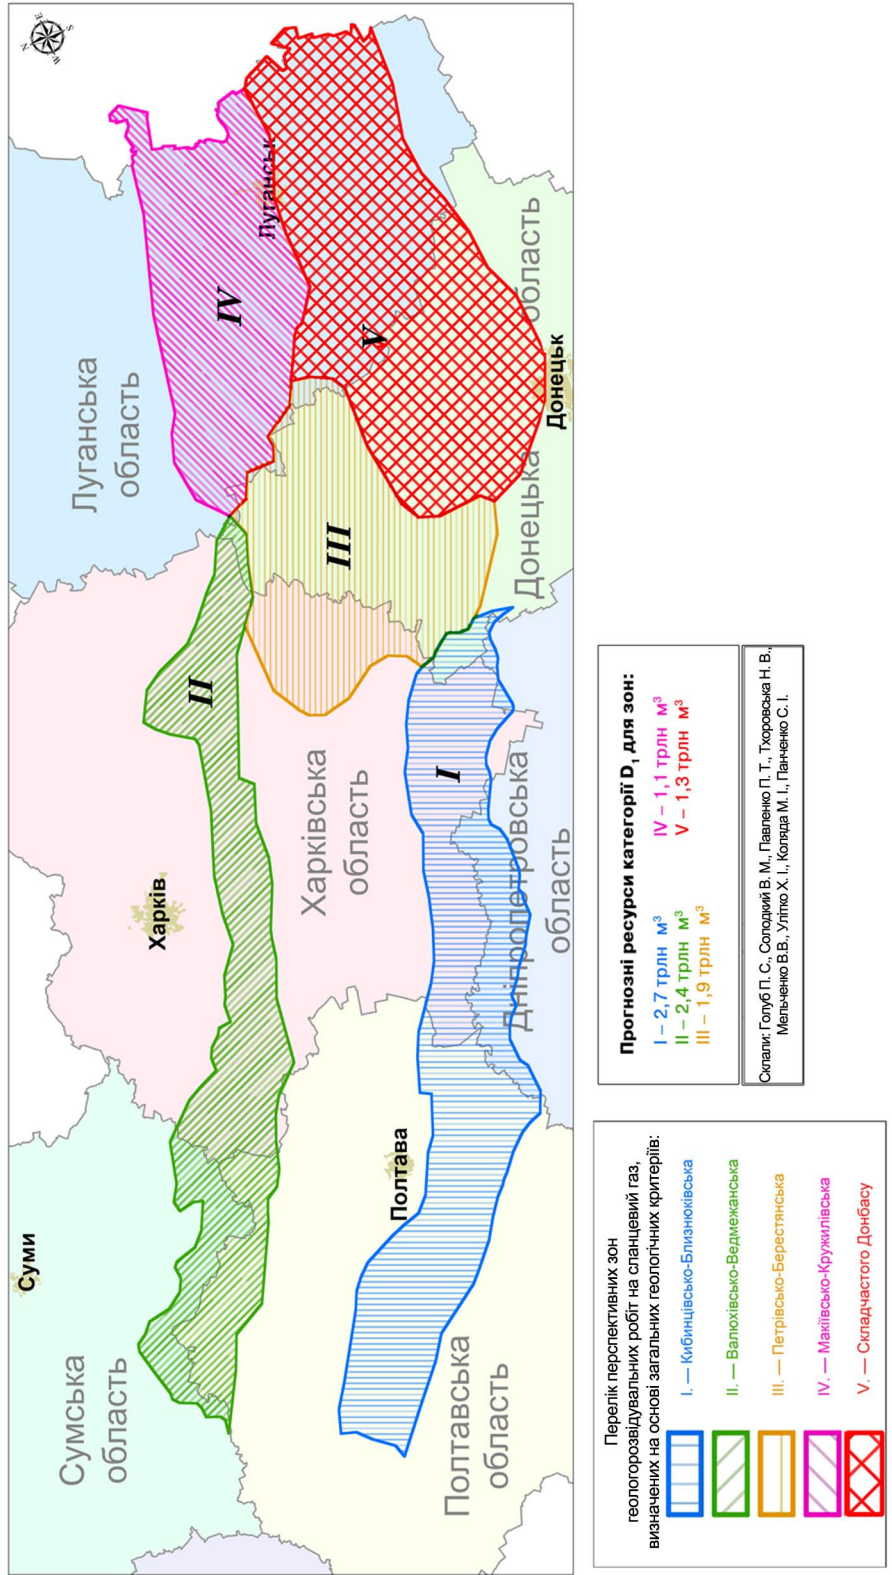 N
E
S
W
Суми
Сумська
область
Харків
Луганська
область
Луганськ
Полтава
Харківська
область
Полтавська
область
Дніпропетровська
область
Донецька
область
Донецьк
область
I
II
III
IV
V
Перелік перспективних зон
геологорозвідувальних робіт на сланцевий газ,
визначених на основі загальних геологічних критеріїв:
I. — Кибинцівсько-Близнюківська
II. — Валюхівсько-Ведмежанська
III. — Петрівсько-Берестянська
IV. — Макіївсько-Кружилівська
V. — Складчастого Донбасу
Прогнозні ресурси категорії D₁ для зон:
I – 2,7 трлн м³
II – 2,4 трлн м³
III – 1,9 трлн м³
IV – 1,1 трлн м³
V – 1,3 трлн м³
Склали: Голуб П. С., Солодкий В. М., Павленко П. Т., Тхоровська Н. В.,
Мельченко В.В., Улітко Х. І., Коляда М. І., Панченко С. І.